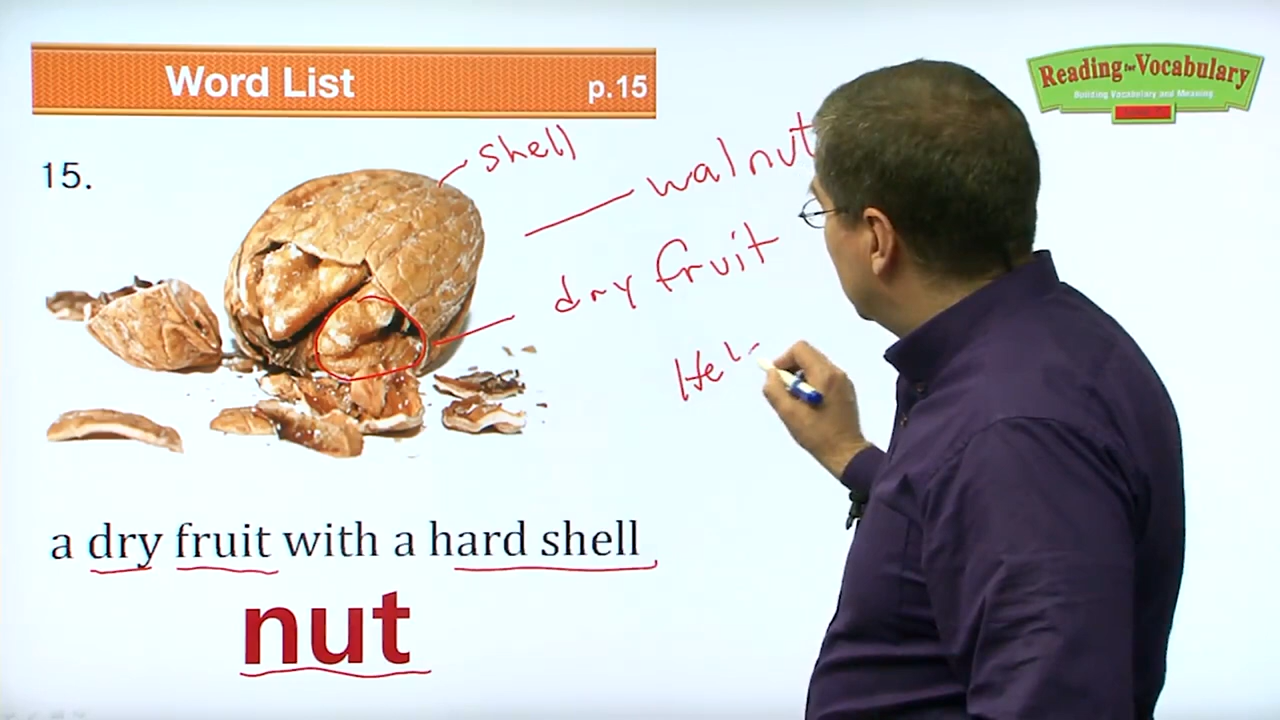 Word List p.15
Reading for Vocabulary
Building Vocabulary and Meaning
15.
shell
walnut
dry fruit
a dry fruit with a hard shell
nut